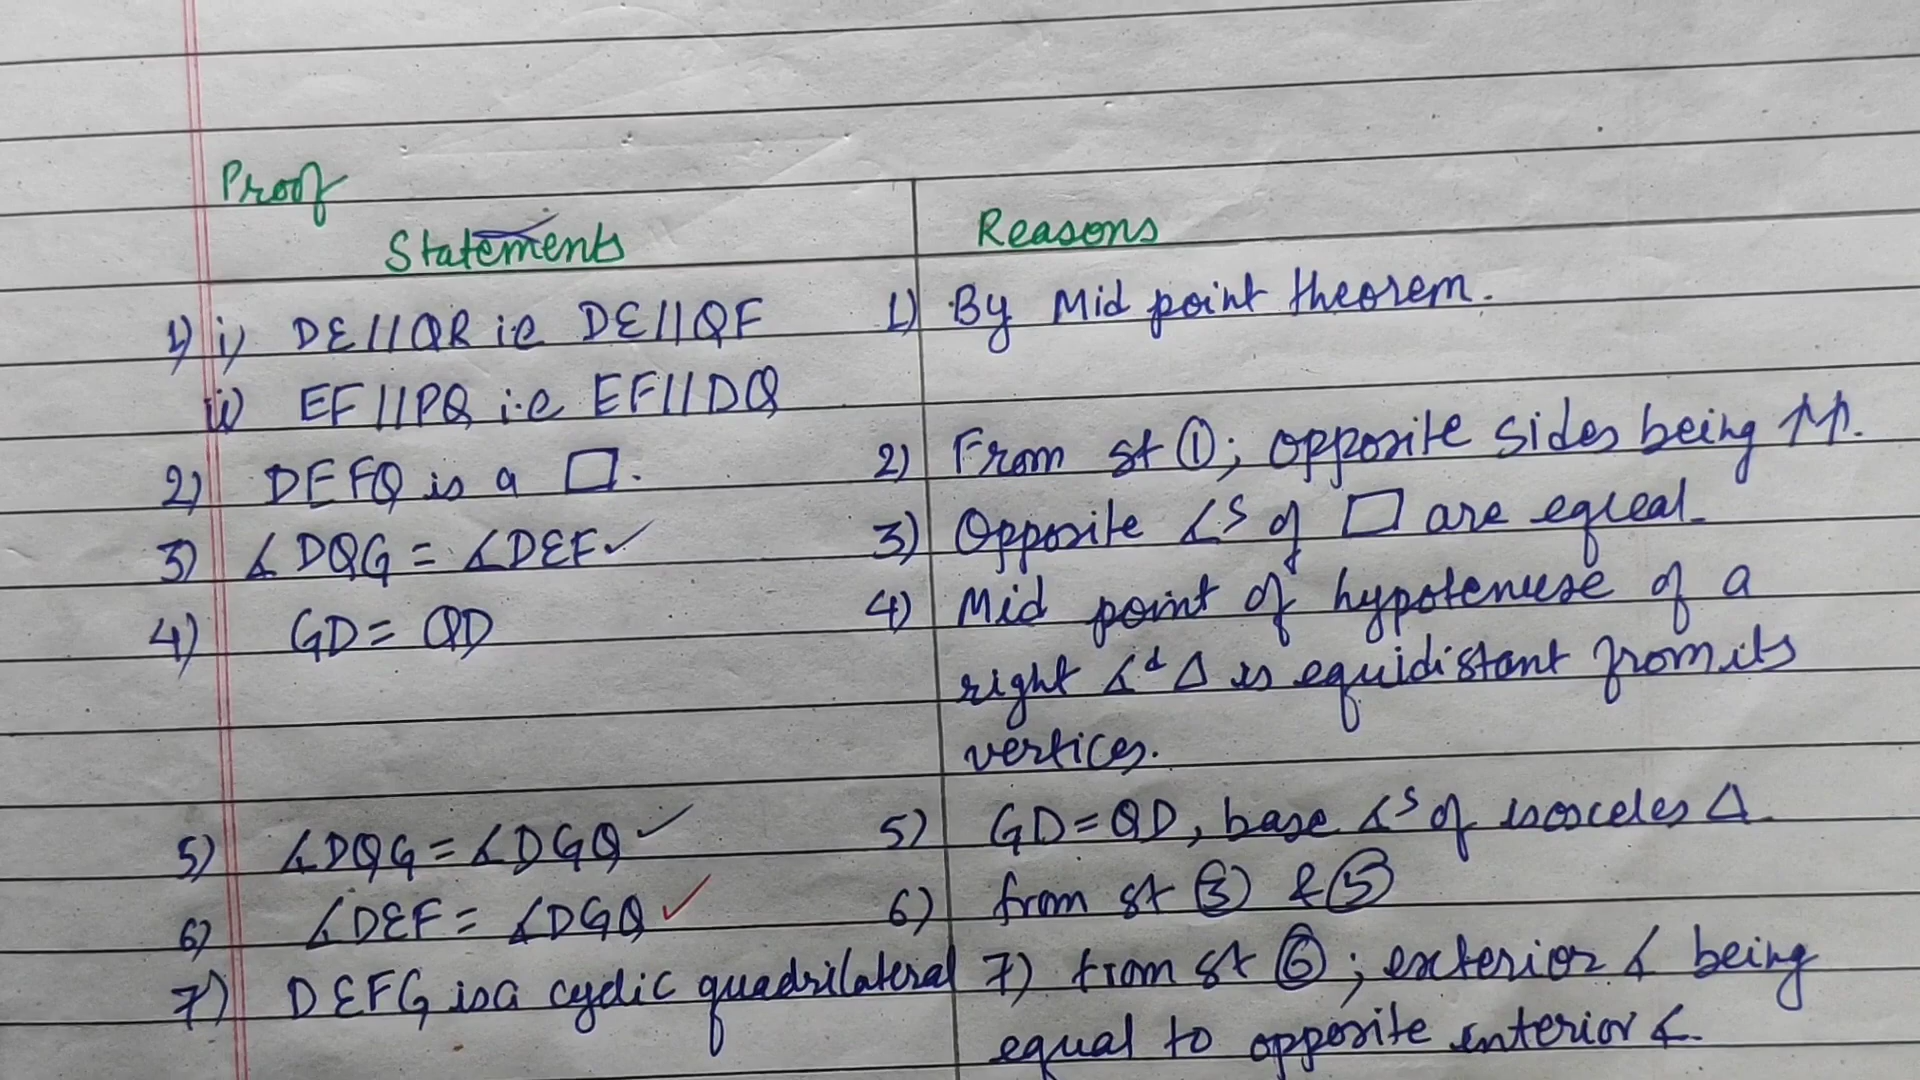 Proof
Statements Reasons
1) i) DE//QR ie DE//QF 1) By Mid point theorem.
ii) EF//PQ i.e EF//DQ
2) DEFQ is a ▱. 2) From st ①; opposite sides being //.
3) ∡DQG = ∡DEF✓ 3) Opposite ∡s of ▱ are equal.
4) GD = QD 4) Mid point of hypotenuse of a
right ∡d Δ is equidistant from its
vertices.
5) ∡DQG = ∡DGQ ✓ 5) GD = QD, base ∡s of isosceles Δ.
6) ∡DEF = ∡DGQ ✓ 6) from st ③ & ⑤
7) DEFG is a cyclic quadrilateral 7) from st ⑥; exterior ∡ being
equal to opposite interior ∡.